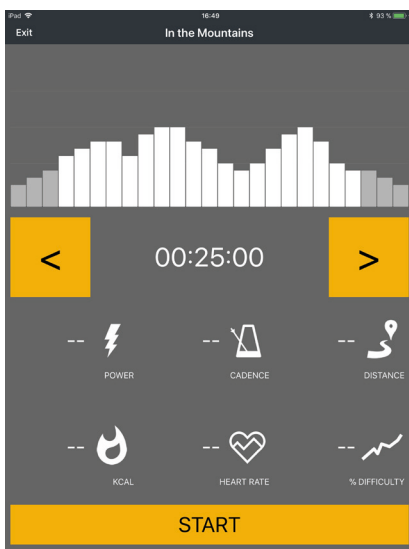 iPad 16:49 93 %
Exit In the Mountains
< 00:25:00 >
-- -- --
POWER CADENCE DISTANCE
-- -- --
KCAL HEART RATE % DIFFICULTY
START